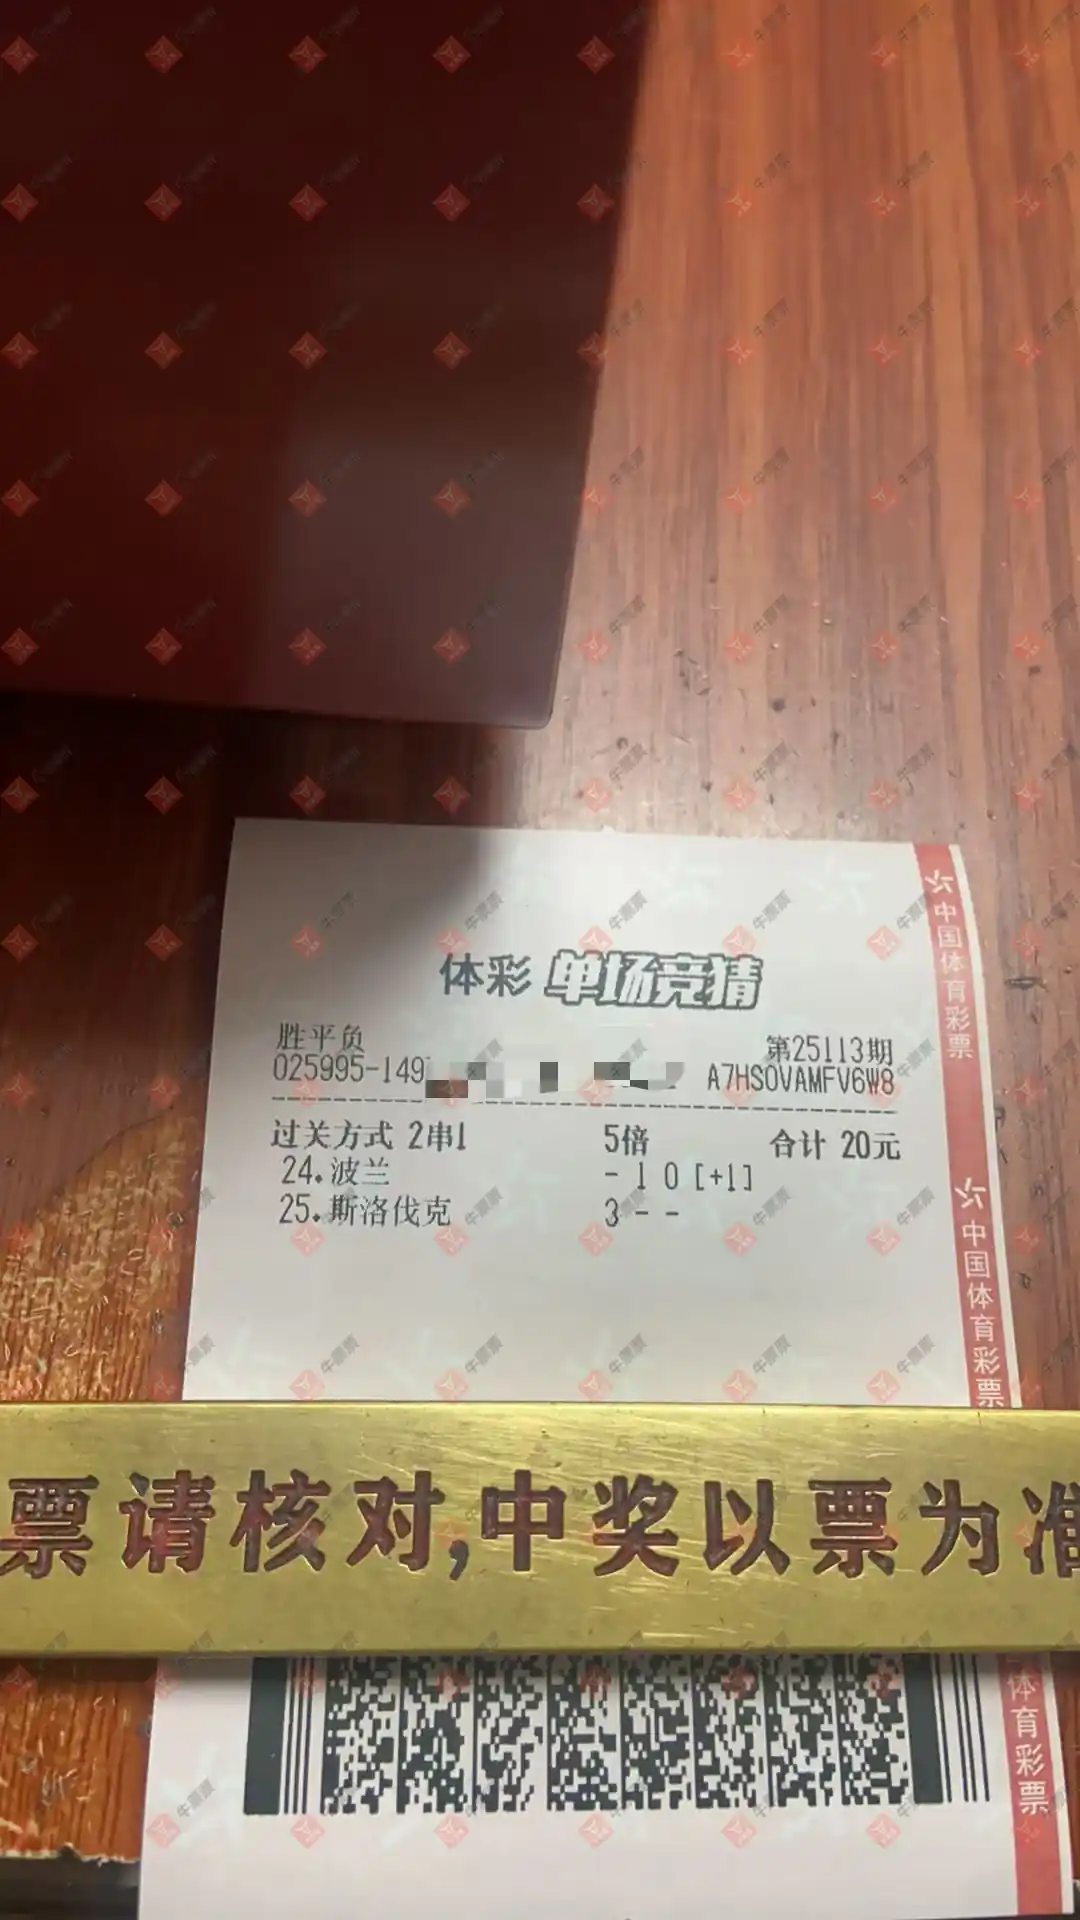 体彩 单场竞猜
胜平负 第25113期
025995-149 A7HSOVAMFV6W8
过关方式 2串1 5倍 合计 20元
24.波兰 - 1 0 [+1]
25.斯洛伐克 3 - -
中国体育彩票
中国体育彩票
票请核对,中奖以票为准
体育彩票
牛票票